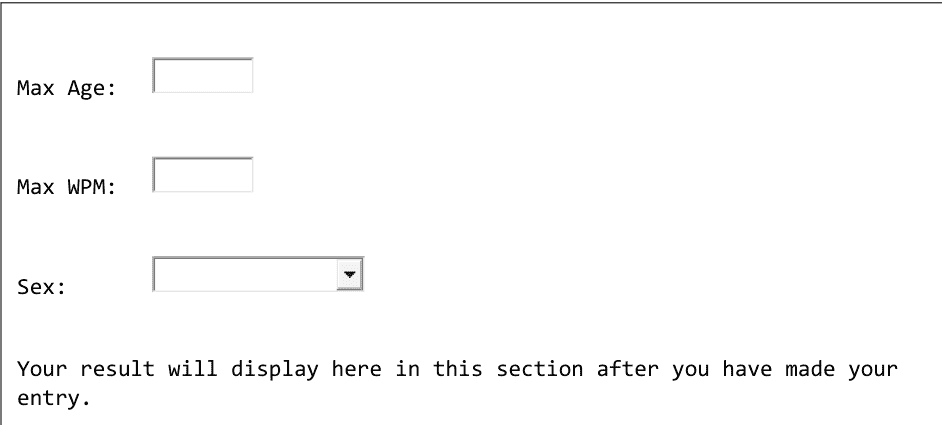 Max Age:
Max WPM:
Sex:
Your result will display here in this section after you have made your
entry.